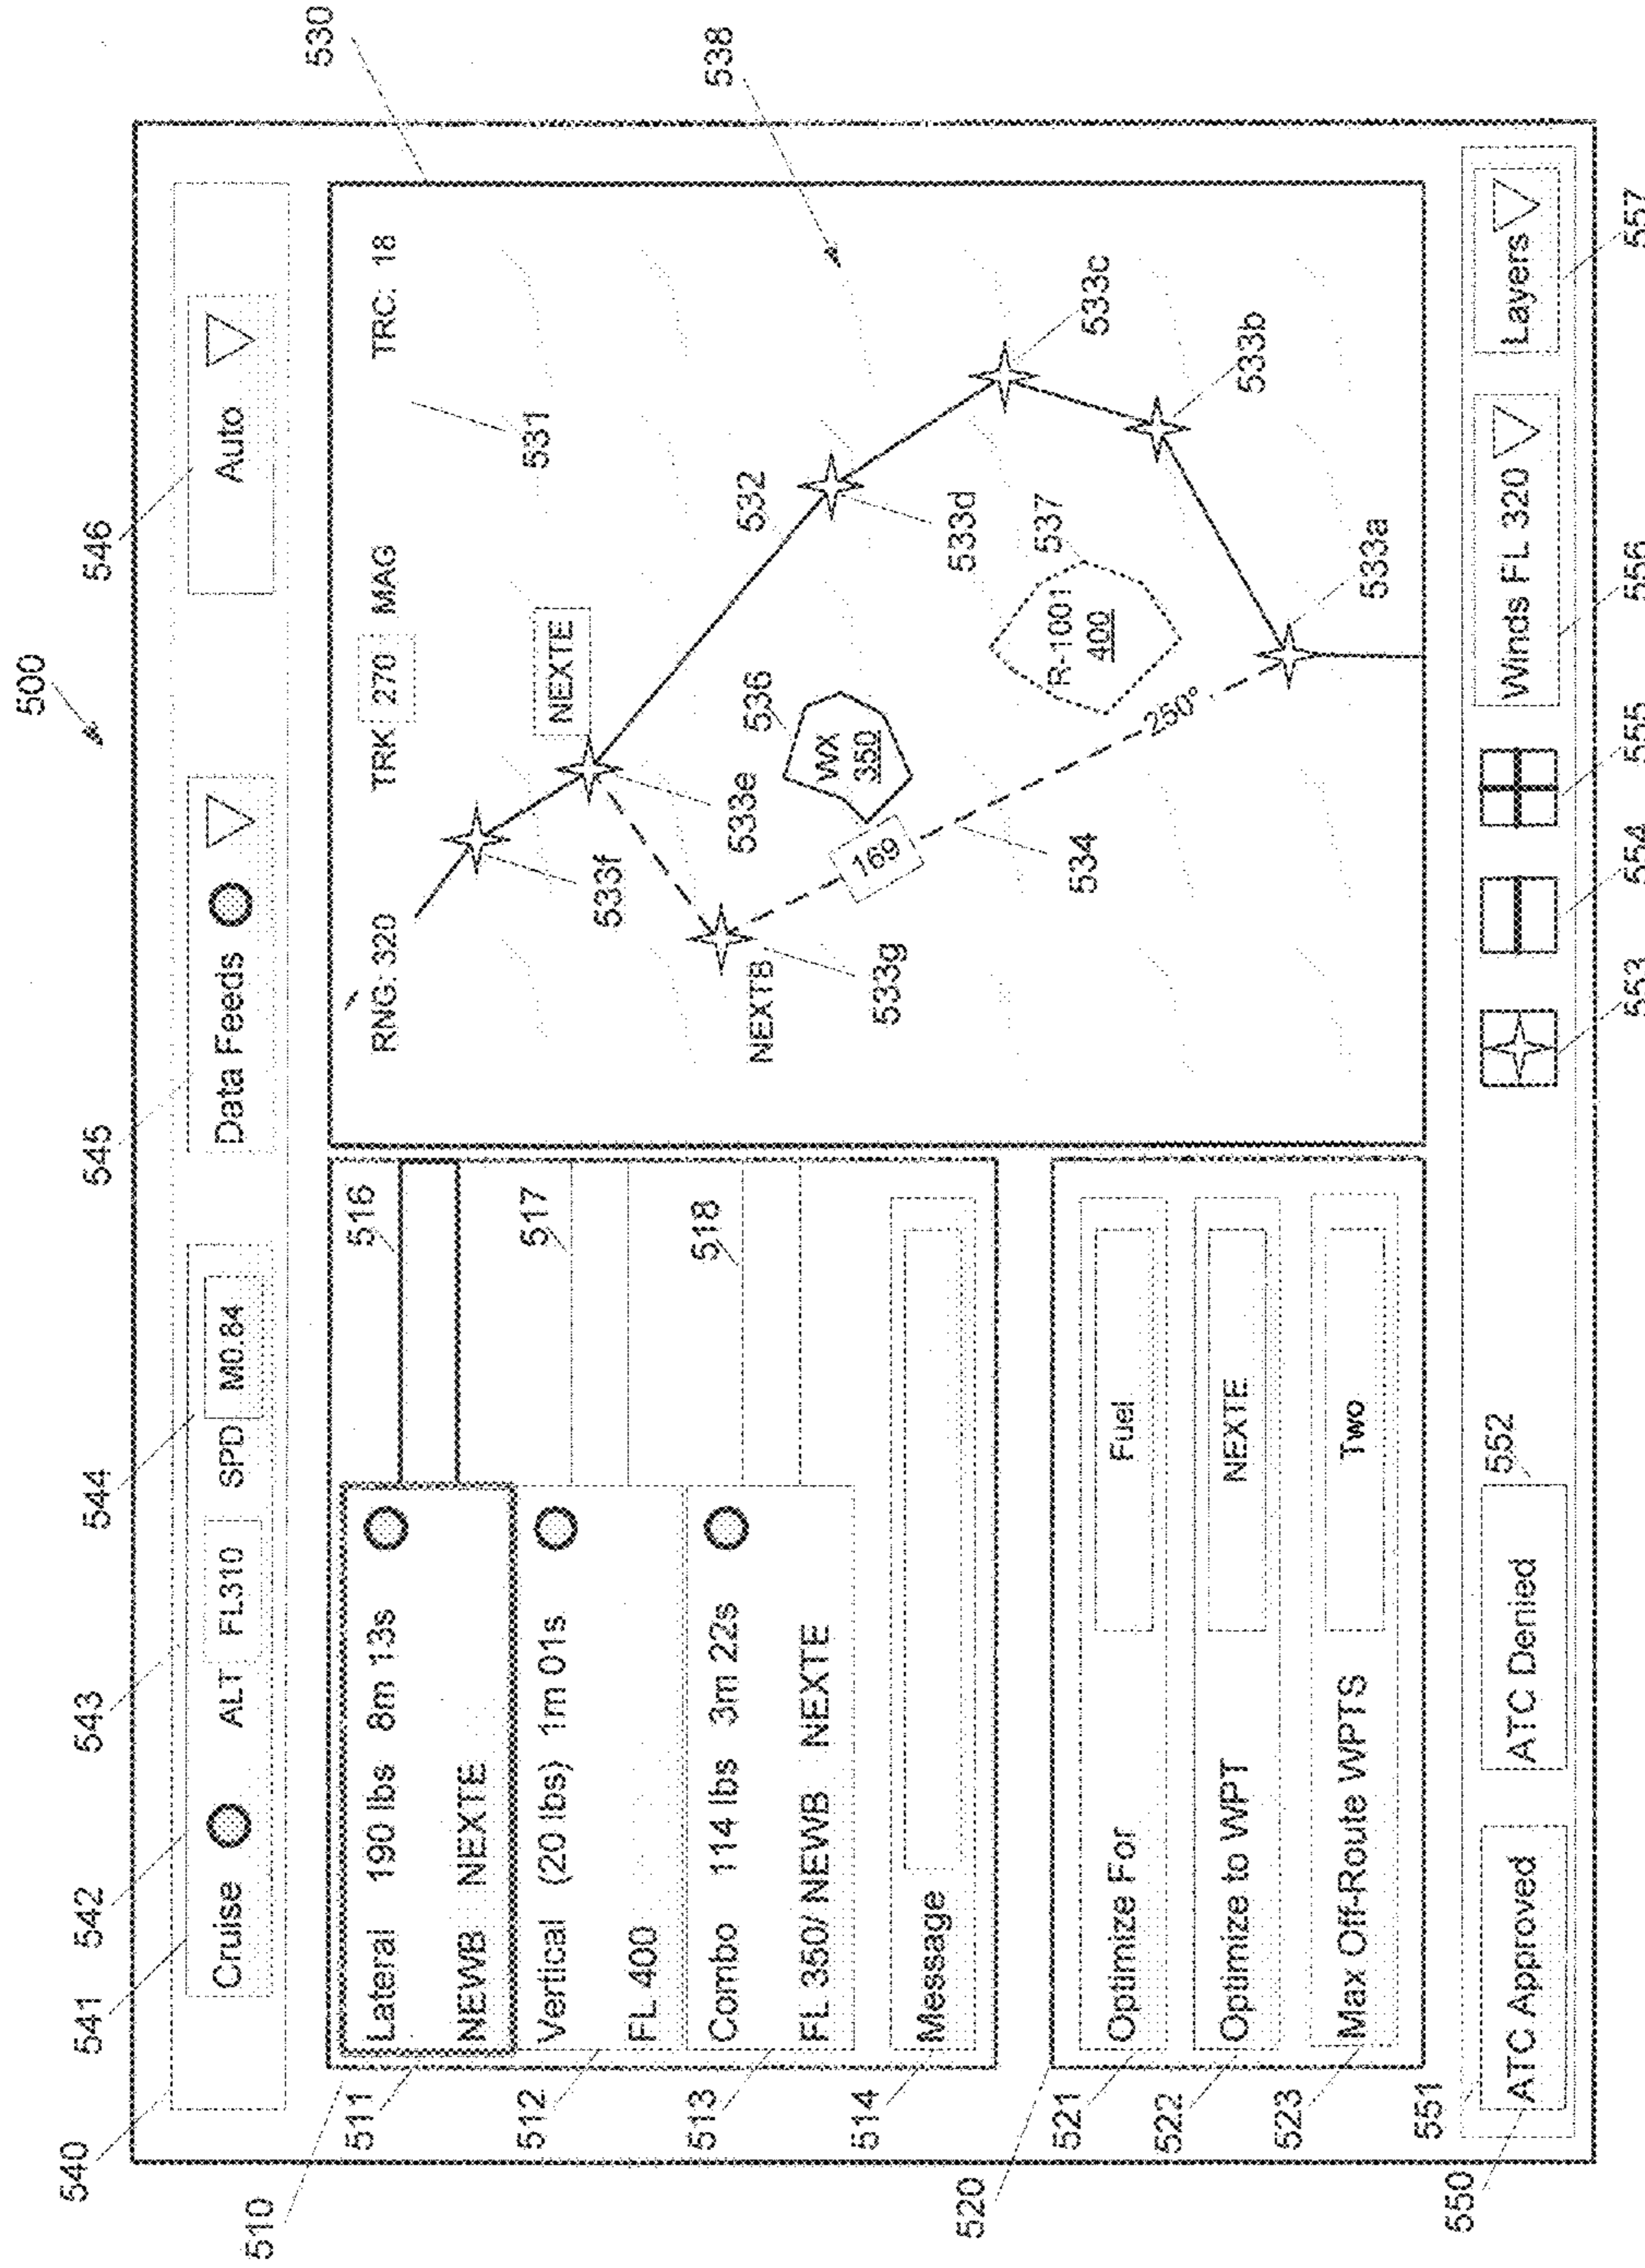 500
540
541
542
543
544
545
546
Cruise ALT FL310 SPD M0.84
Data Feeds
Auto
510
511
Lateral 190 lbs 8m 13s
NEWB NEXTE
516
512
Vertical (20 lbs) 1m 01s
FL 400
517
513
Combo 114 lbs 3m 22s
FL 350/ NEWB NEXTE
518
514
Message
520
521
Optimize For
Fuel
522
Optimize to WPT
NEXTE
523
Max Off-Route WPTS
Two
530
RNG: 320
TRK 270 MAG
TRC: 18
531
533f
NEXTE
533e
532
538
NEXTB
533g
536
WX
350
169
534
533d
533c
537
R-1001
400
250°
533b
533a
550
551
ATC Approved
552
ATC Denied
Winds FL 320
Layers
553
554
555
556
557